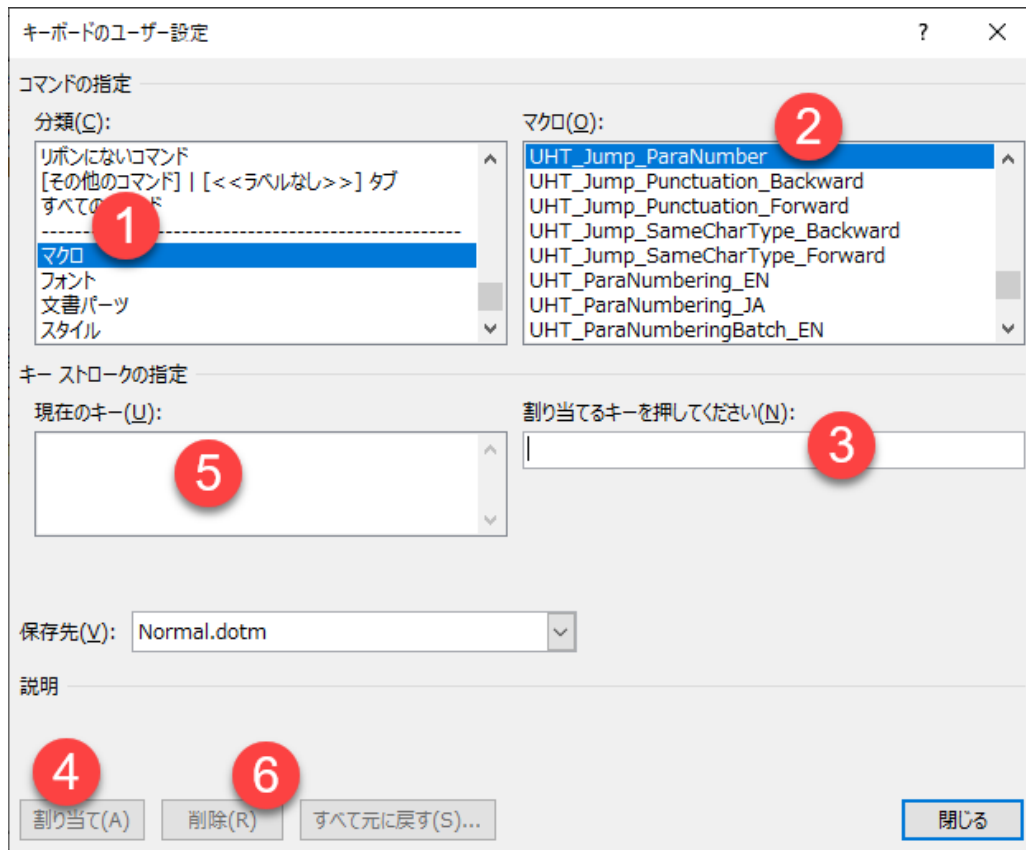 キーボードのユーザー設定
?
コマンドの指定
分類(C):
マクロ(O):
2
リボンにないコマンド
[その他のコマンド] | [<<ラベルなし>>] タブ
すべての
ド
1
-----------------------------------------------------
マクロ
フォント
文書パーツ
スタイル
UHT_Jump_ParaNumber
UHT_Jump_Punctuation_Backward
UHT_Jump_Punctuation_Forward
UHT_Jump_SameCharType_Backward
UHT_Jump_SameCharType_Forward
UHT_ParaNumbering_EN
UHT_ParaNumbering_JA
UHT_ParaNumberingBatch_EN
キー ストロークの指定
現在のキー(U):
割り当てるキーを押してください(N):
5
3
保存先(V): Normal.dotm
説明
4
6
割り当て(A) 削除(R) すべて元に戻す(S)... 閉じる